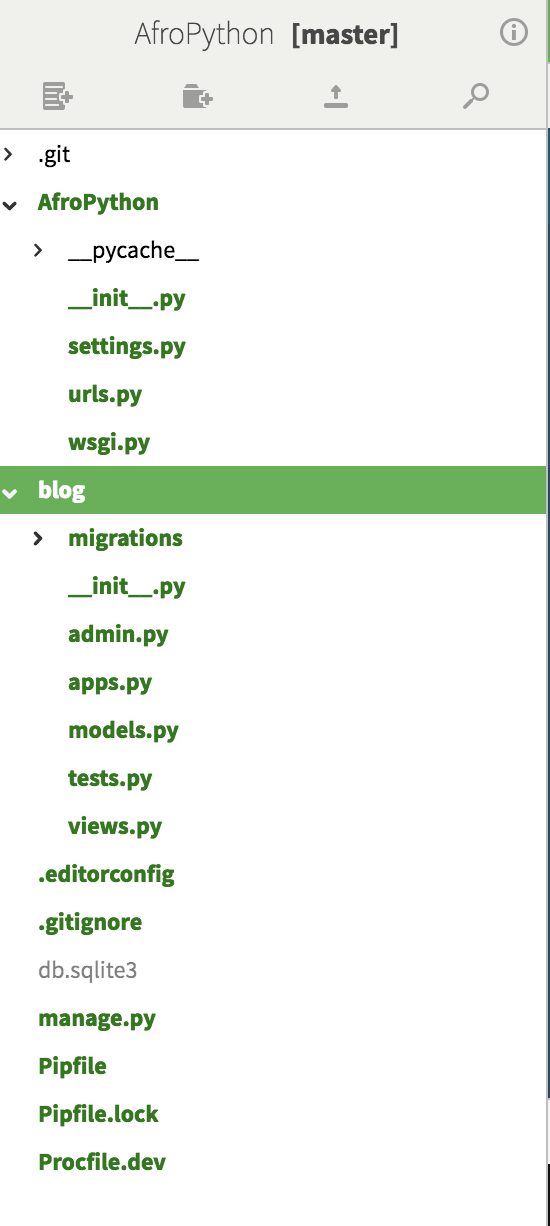 AfroPython [master]
.git
AfroPython
__pycache__
__init__.py
settings.py
urls.py
wsgi.py
blog
migrations
__init__.py
admin.py
apps.py
models.py
tests.py
views.py
.editorconfig
.gitignore
db.sqlite3
manage.py
Pipfile
Pipfile.lock
Procfile.dev